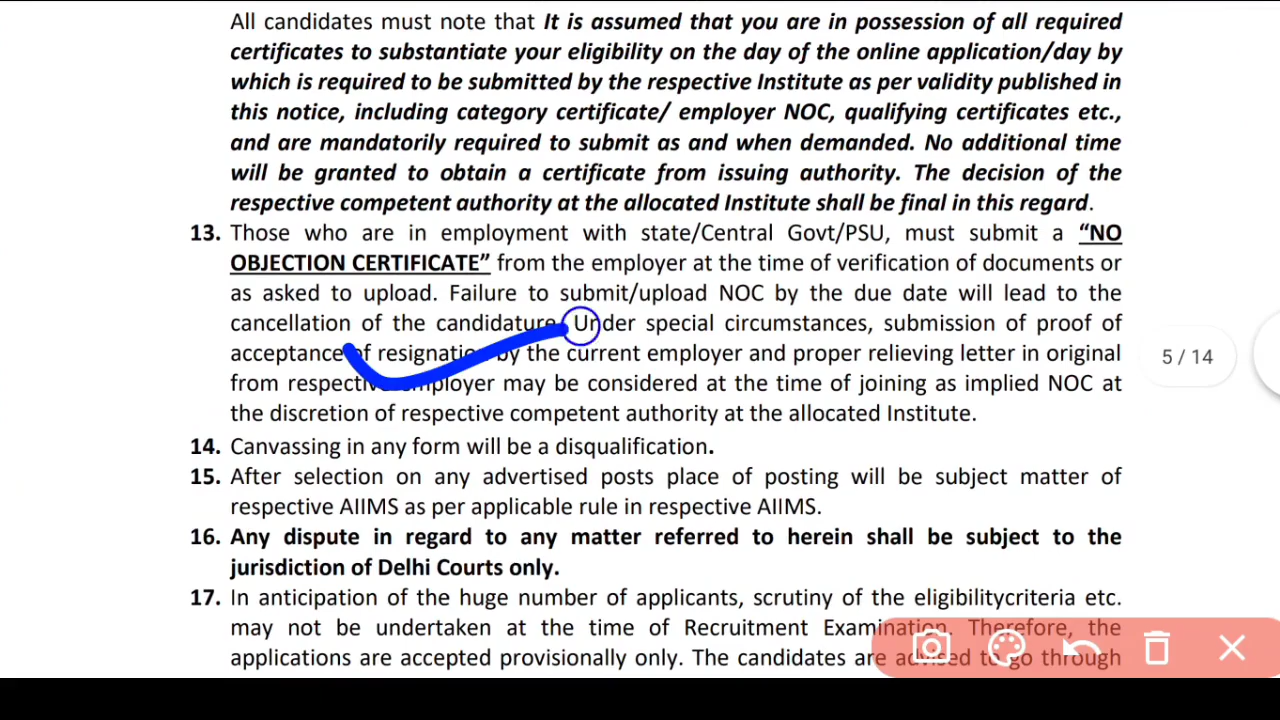 All candidates must note that It is assumed that you are in possession of all required
certificates to substantiate your eligibility on the day of the online application/day by
which is required to be submitted by the respective Institute as per validity published in
this notice, including category certificate/ employer NOC, qualifying certificates etc.,
and are mandatorily required to submit as and when demanded. No additional time
will be granted to obtain a certificate from issuing authority. The decision of the
respective competent authority at the allocated Institute shall be final in this regard.
13. Those who are in employment with state/Central Govt/PSU, must submit a “NO
OBJECTION CERTIFICATE” from the employer at the time of verification of documents or
as asked to upload. Failure to submit/upload NOC by the due date will lead to the
cancellation of the candidature. Under special circumstances, submission of proof of
acceptance of resignation by the current employer and proper relieving letter in original
from respective employer may be considered at the time of joining as implied NOC at
the discretion of respective competent authority at the allocated Institute.
14. Canvassing in any form will be a disqualification.
15. After selection on any advertised posts place of posting will be subject matter of
respective AIIMS as per applicable rule in respective AIIMS.
16. Any dispute in regard to any matter referred to herein shall be subject to the
jurisdiction of Delhi Courts only.
17. In anticipation of the huge number of applicants, scrutiny of the eligibilitycriteria etc.
may not be undertaken at the time of Recruitment Examination. Therefore, the
applications are accepted provisionally only. The candidates are advised to go through
5 / 14